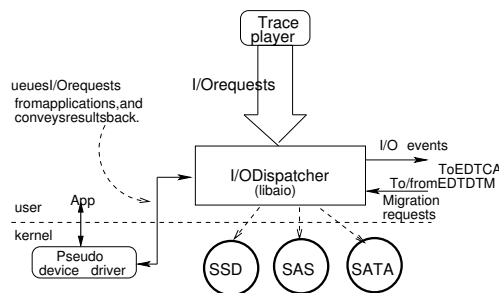 Trace
player
I/Orequests
ueuesI/Orequests
fromapplications,and
conveysresultsback.
I/O events
ToEDTCA
I/ODispatcher
(libaio)
To/fromEDTDTM
Migration
requests
App
user
kernel
Pseudo
device driver
SSD
SAS
SATA